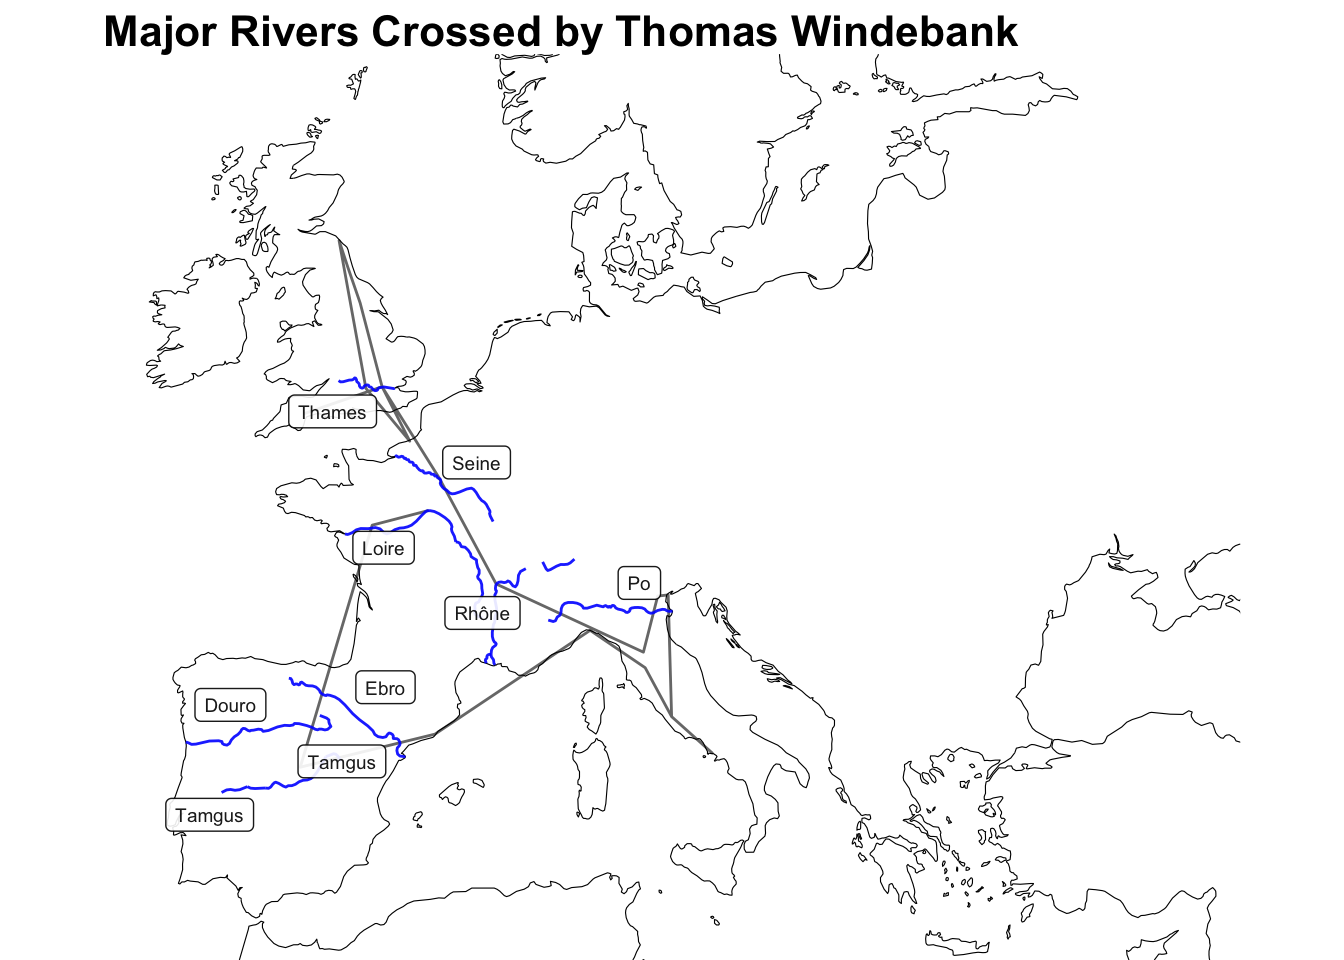 Major Rivers Crossed by Thomas Windebank
Thames
Seine
Loire
Po
Rhône
Ebro
Douro
Tamgus
Tamgus